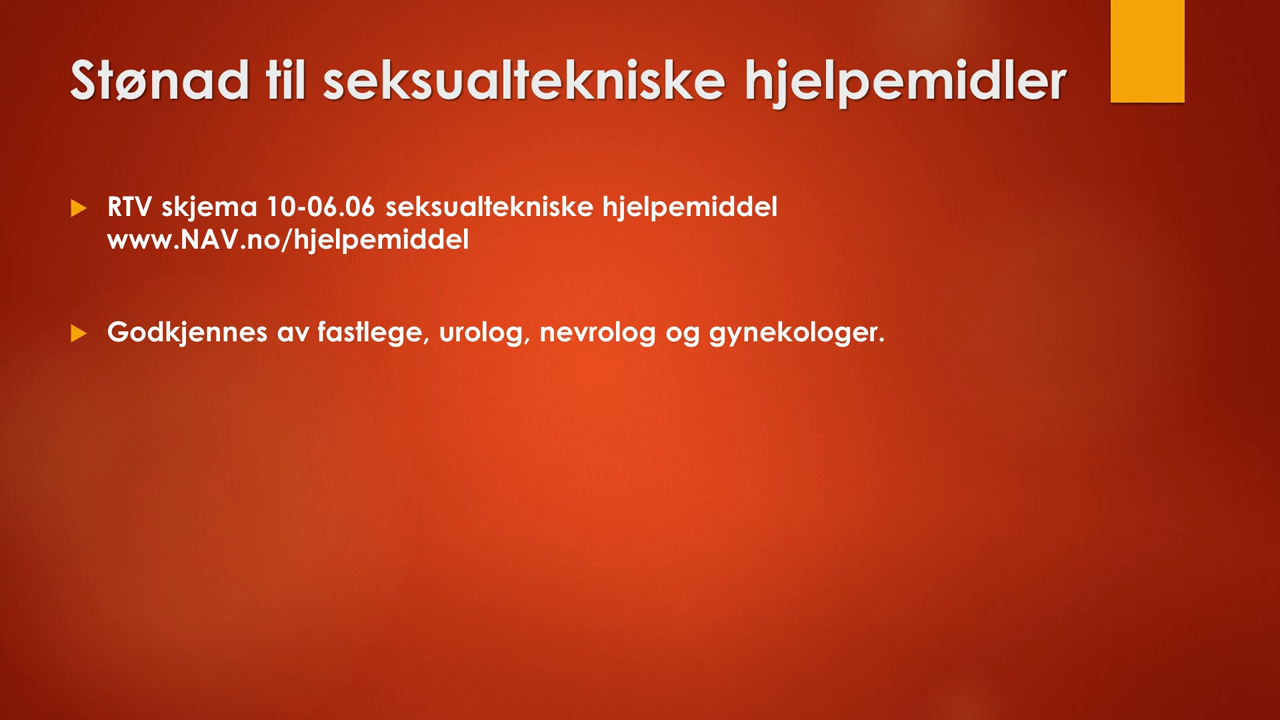 Stønad til seksualtekniske hjelpemidler
RTV skjema 10-06.06 seksualtekniske hjelpemiddel
www.NAV.no/hjelpemiddel
Godkjennes av fastlege, urolog, nevrolog og gynekologer.